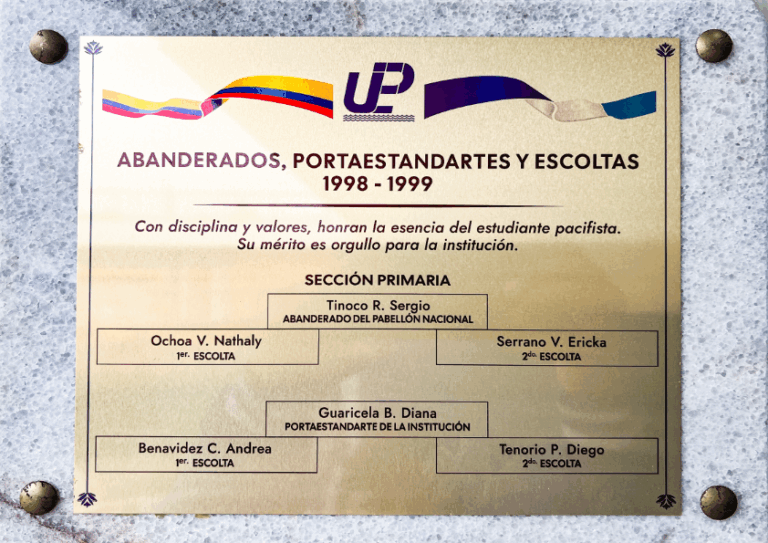 UEP
ABANDERADOS, PORTAESTANDARTES Y ESCOLTAS
1998 - 1999
Con disciplina y valores, honran la esencia del estudiante pacifista.
Su mérito es orgullo para la institución.
SECCIÓN PRIMARIA
Tinoco R. Sergio
ABANDERADO DEL PABELLÓN NACIONAL
Ochoa V. Nathaly
1er. ESCOLTA
Serrano V. Ericka
2do. ESCOLTA
Guaricela B. Diana
PORTAESTANDARTE DE LA INSTITUCIÓN
Benavidez C. Andrea
1er. ESCOLTA
Tenorio P. Diego
2do. ESCOLTA